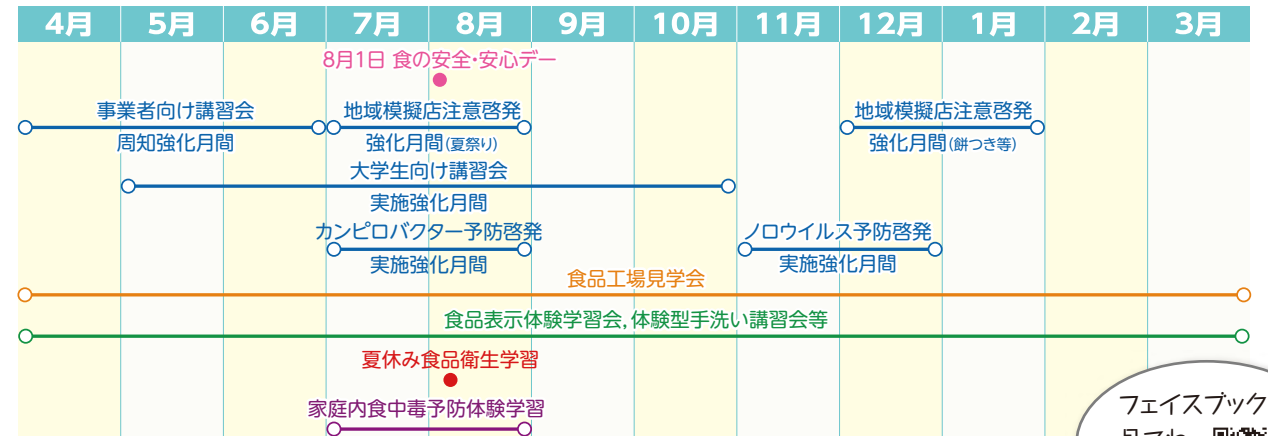 4月 5月 6月 7月 8月 9月 10月 11月 12月 1月 2月 3月
8月1日 食の安全・安心デー
事業者向け講習会
周知強化月間
地域模擬店注意啓発
強化月間(夏祭り)
地域模擬店注意啓発
強化月間(餅つき等)
大学生向け講習会
実施強化月間
カンピロバクター予防啓発
実施強化月間
ノロウイルス予防啓発
実施強化月間
食品工場見学会
食品表示体験学習会,体験型手洗い講習会等
夏休み食品衛生学習
家庭内食中毒予防体験学習
フェイスブック